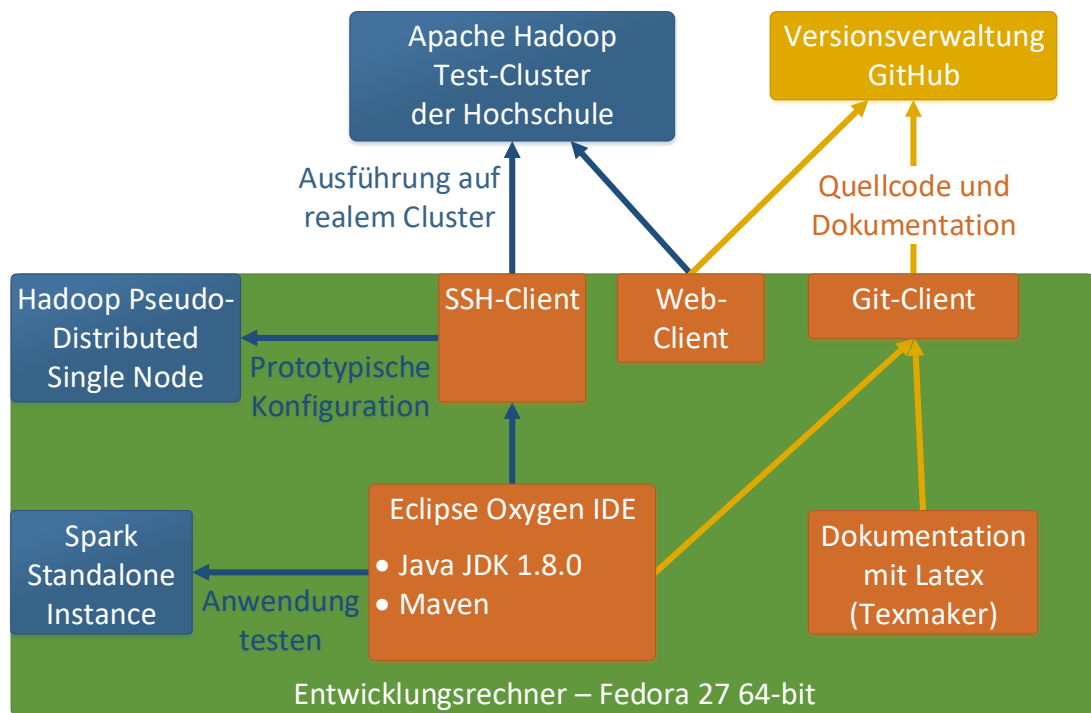 Apache Hadoop
Test-Cluster
der Hochschule
Versionsverwaltung
GitHub
Ausführung auf
realem Cluster
Quellcode und
Dokumentation
Hadoop Pseudo-
Distributed
Single Node
SSH-Client
Web-
Client
Git-Client
Prototypische
Konfiguration
Spark
Standalone
Instance
Anwendung
testen
Eclipse Oxygen IDE
• Java JDK 1.8.0
• Maven
Dokumentation
mit Latex
(Texmaker)
Entwicklungsrechner – Fedora 27 64-bit